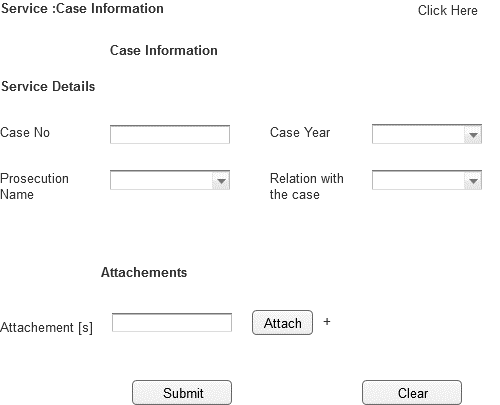 Service :Case Information
Click Here
Case Information
Service Details
Case No
Case Year
Prosecution
Name
Relation with
the case
Attachements
Attachement [s]
Attach
+
Submit
Clear